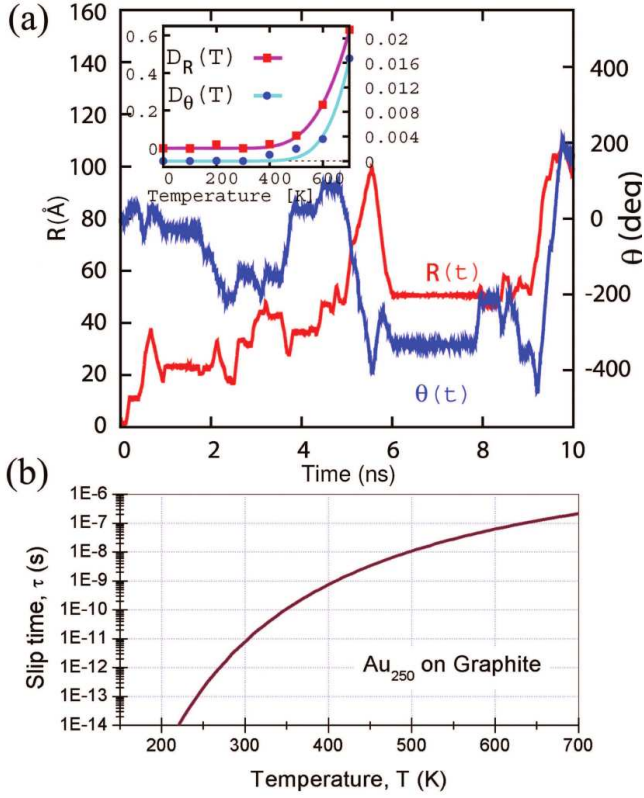 (a)
160
140
120
100
80
60
40
20
0
R(Å)
0.6
0.4
0.2
0
D_R(T)
D_θ(T)
0.02
0.016
0.012
0.008
0.004
0
0 200 400 600
Temperature [K]
400
200
0
-200
-400
θ (deg)
R(t)
θ(t)
0 2 4 6 8 10
Time (ns)
(b)
1E-6
1E-7
1E-8
1E-9
1E-10
1E-11
1E-12
1E-13
1E-14
Slip time, τ (s)
Au250 on Graphite
200 300 400 500 600 700
Temperature, T (K)